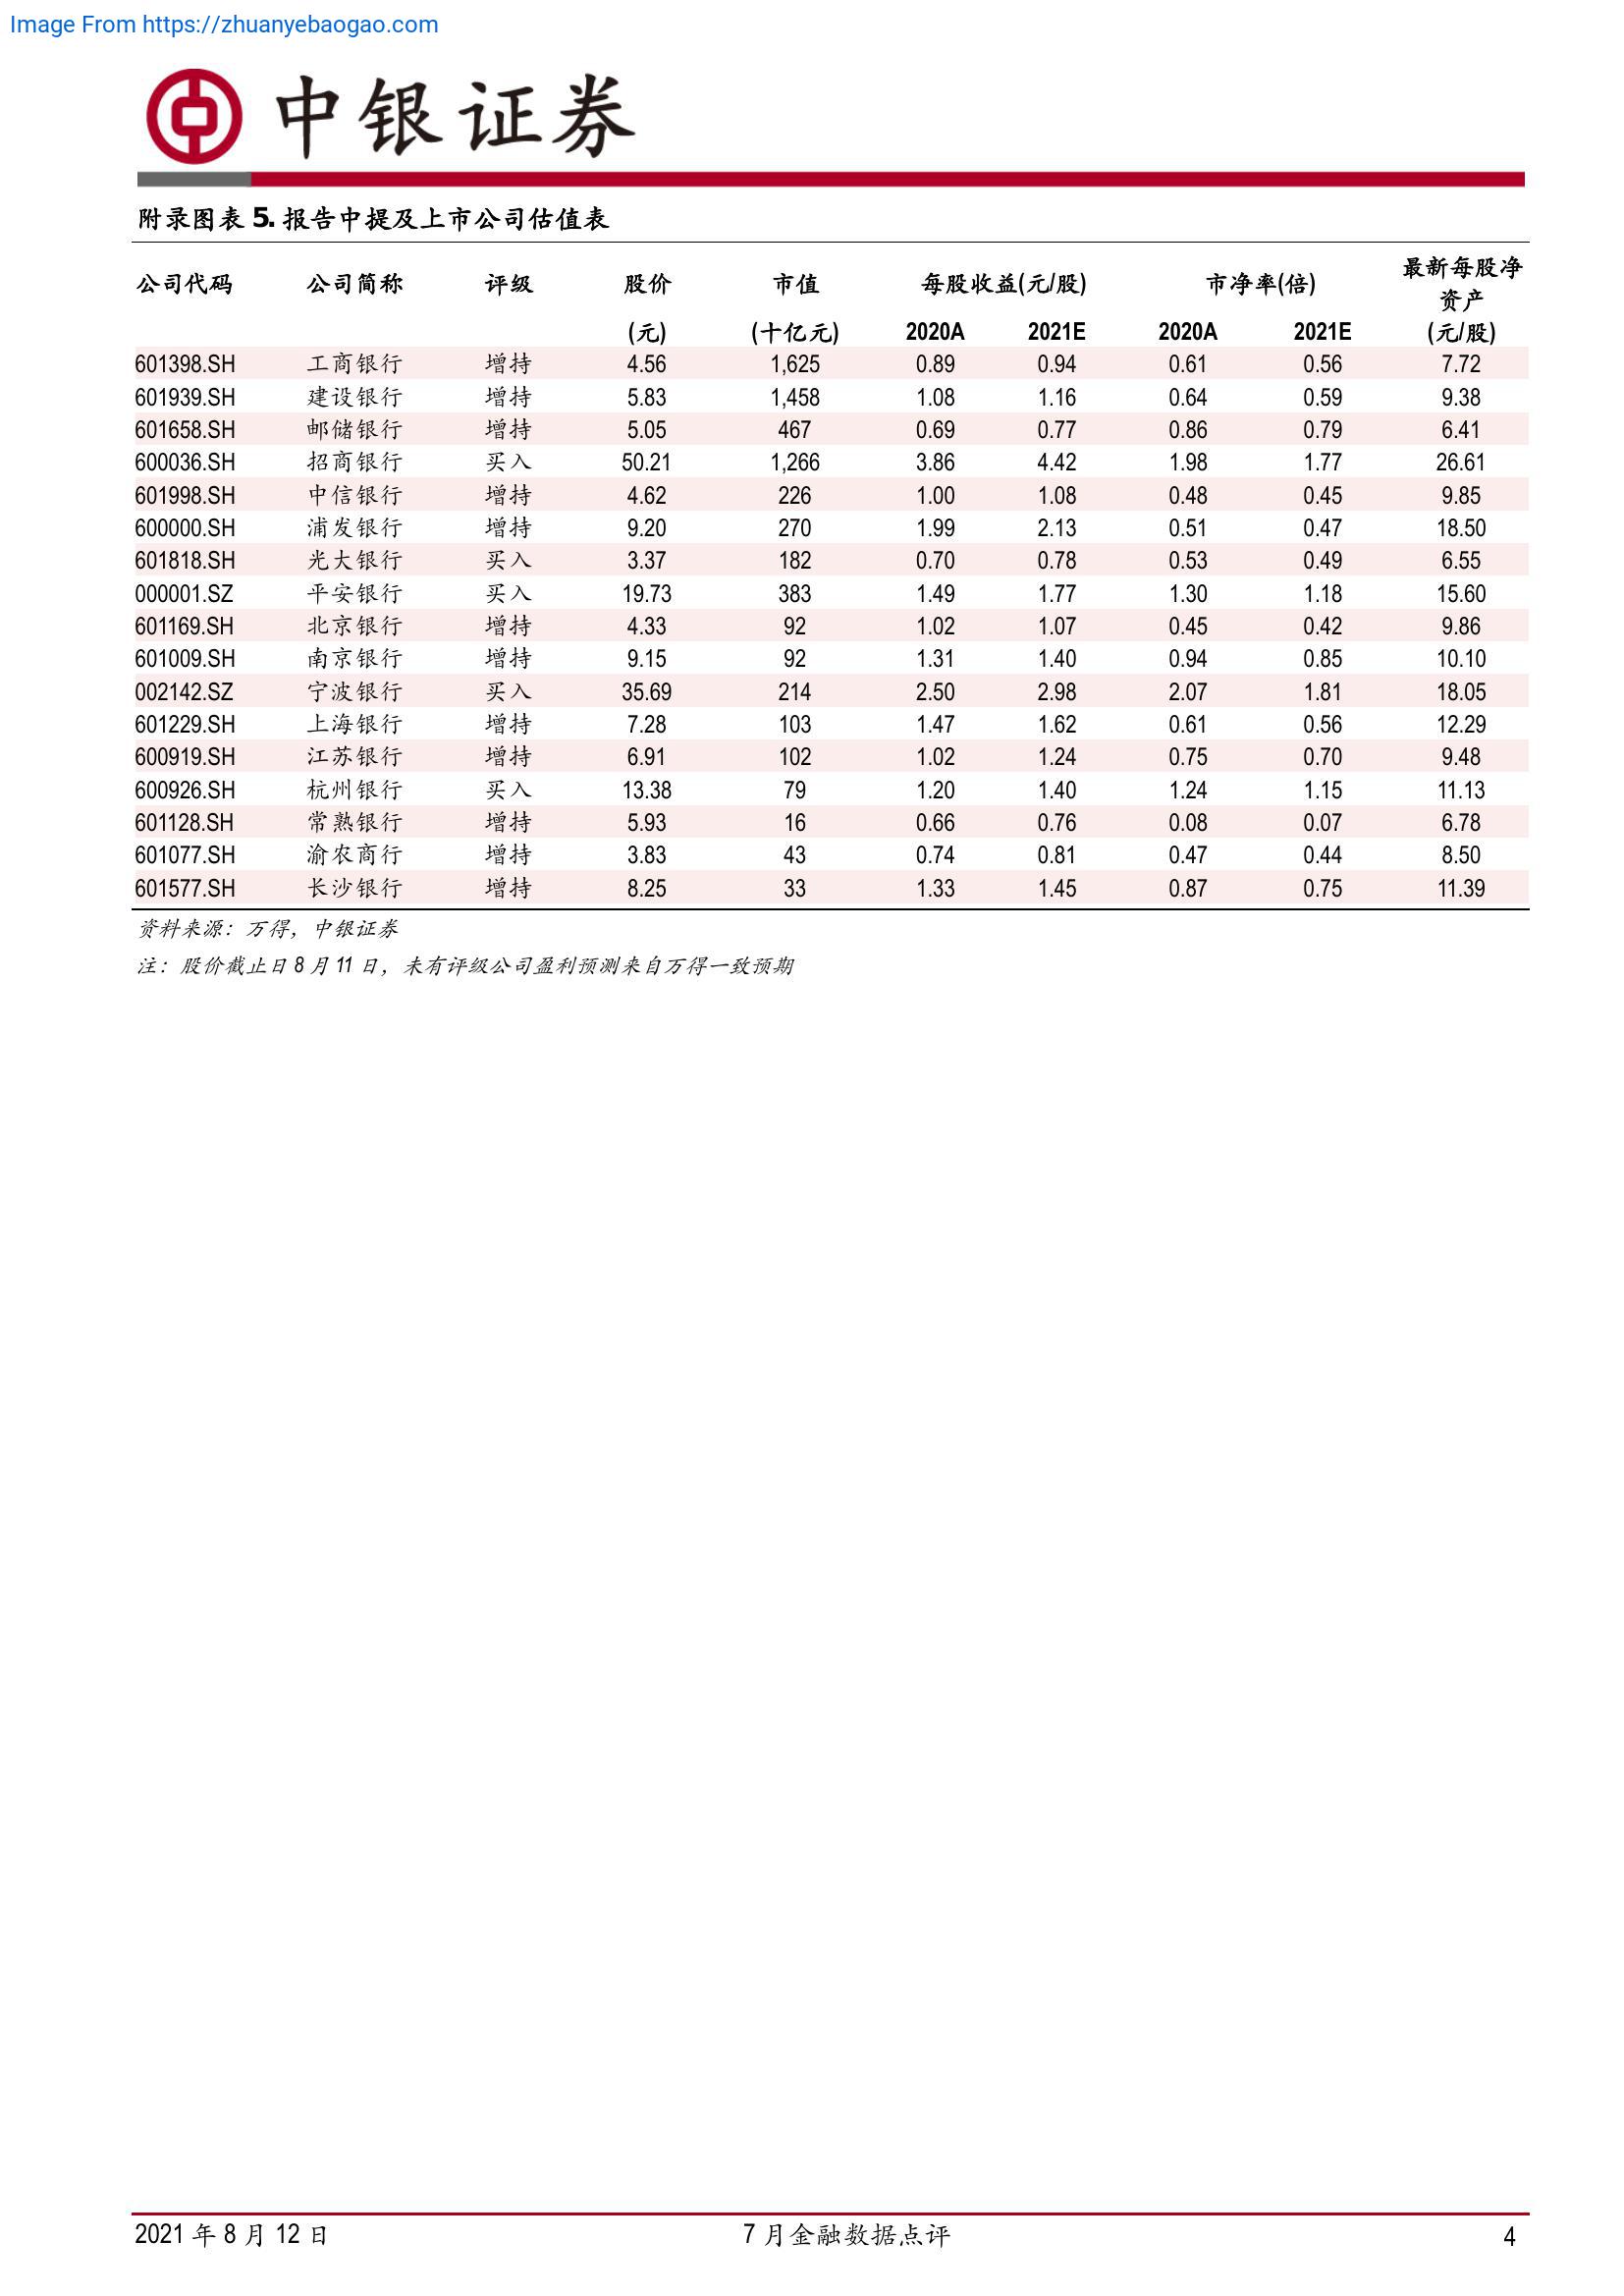 Image From https://zhuanyebaogao.com
中银证券
附录图表 5. 报告中提及上市公司估值表
公司代码 公司简称 评级 股价 市值 每股收益(元/股) 市净率(倍) 最新每股净资产
(元) (十亿元) 2020A 2021E 2020A 2021E (元/股)
601398.SH 工商银行 增持 4.56 1,625 0.89 0.94 0.61 0.56 7.72
601939.SH 建设银行 增持 5.83 1,458 1.08 1.16 0.64 0.59 9.38
601658.SH 邮储银行 增持 5.05 467 0.69 0.77 0.86 0.79 6.41
600036.SH 招商银行 买入 50.21 1,266 3.86 4.42 1.98 1.77 26.61
601998.SH 中信银行 增持 4.62 226 1.00 1.08 0.48 0.45 9.85
600000.SH 浦发银行 增持 9.20 270 1.99 2.13 0.51 0.47 18.50
601818.SH 光大银行 买入 3.37 182 0.70 0.78 0.53 0.49 6.55
000001.SZ 平安银行 买入 19.73 383 1.49 1.77 1.30 1.18 15.60
601169.SH 北京银行 增持 4.33 92 1.02 1.07 0.45 0.42 9.86
601009.SH 南京银行 增持 9.15 92 1.31 1.40 0.94 0.85 10.10
002142.SZ 宁波银行 买入 35.69 214 2.50 2.98 2.07 1.81 18.05
601229.SH 上海银行 增持 7.28 103 1.47 1.62 0.61 0.56 12.29
600919.SH 江苏银行 增持 6.91 102 1.02 1.24 0.75 0.70 9.48
600926.SH 杭州银行 买入 13.38 79 1.20 1.40 1.24 1.15 11.13
601128.SH 常熟银行 增持 5.93 16 0.66 0.76 0.08 0.07 6.78
601077.SH 渝农商行 增持 3.83 43 0.74 0.81 0.47 0.44 8.50
601577.SH 长沙银行 增持 8.25 33 1.33 1.45 0.87 0.75 11.39
资料来源：万得，中银证券
注：股价截止日 8 月 11 日，未有评级公司盈利预测来自万得一致预期
2021 年 8 月 12 日 7 月金融数据点评 4